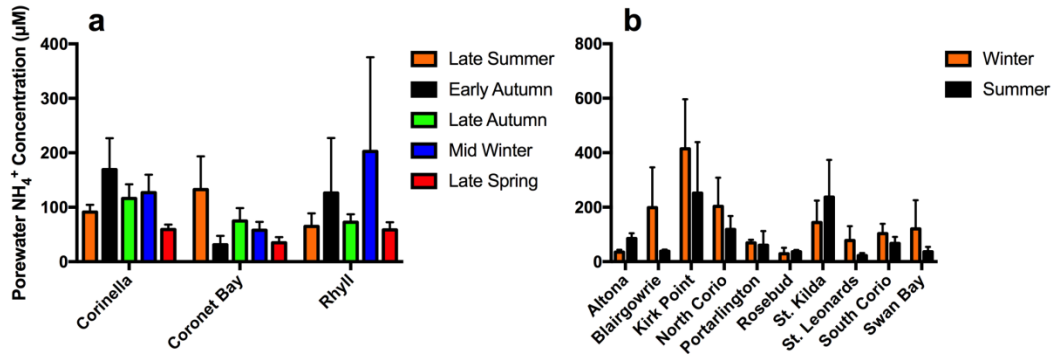 a
Porewater NH₄⁺ Concentration (µM)
400
300
200
100
0
Corinella
Coronet Bay
Rhyll
Late Summer
Early Autumn
Late Autumn
Mid Winter
Late Spring
b
800
600
400
200
0
Altona
Blairgowrie
Kirk Point
North Corio
Portarlington
Rosebud
St. Kilda
St. Leonards
South Corio
Swan Bay
Winter
Summer